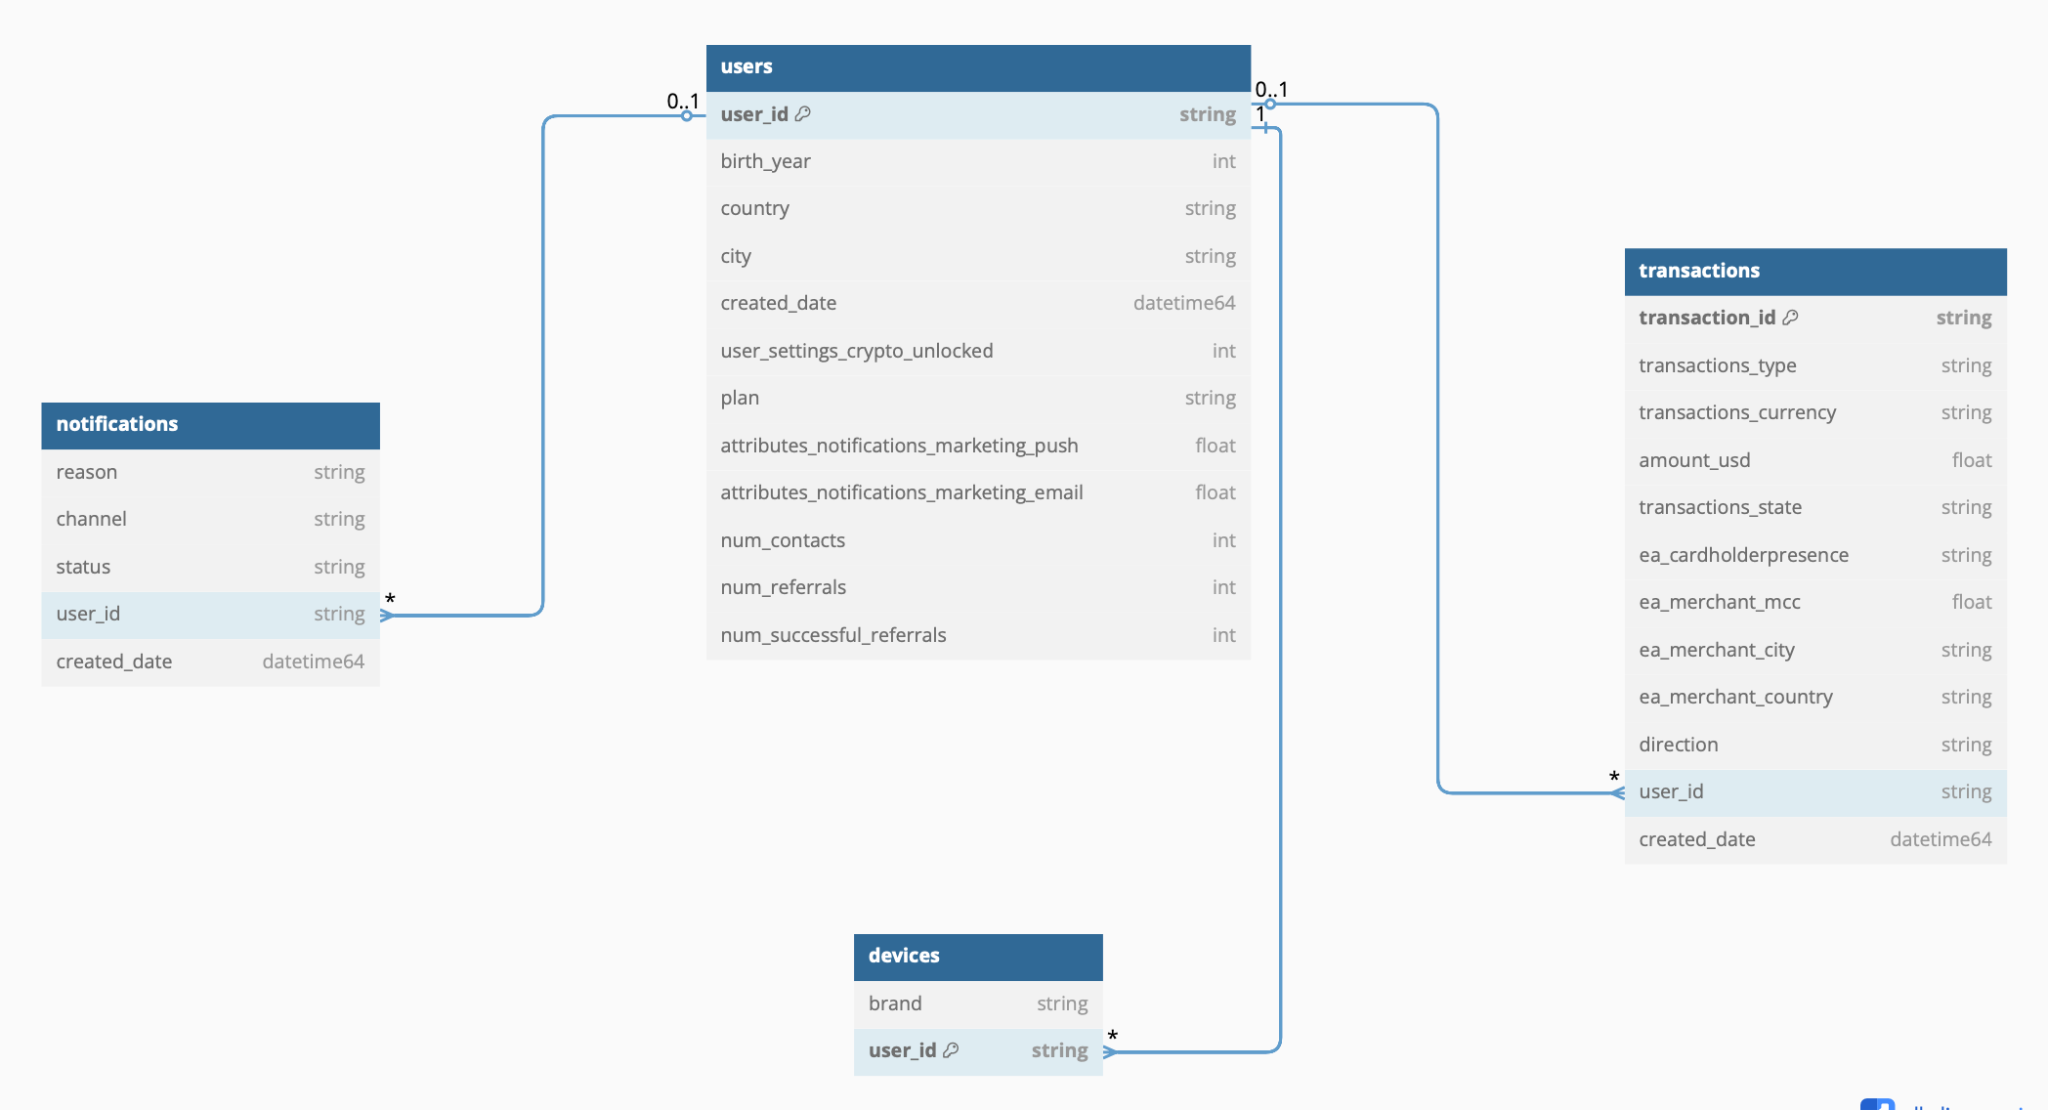 users
0..1
user_id string
0..1
1
birth_year int
country string
city string
created_date datetime64
user_settings_crypto_unlocked int
plan string
attributes_notifications_marketing_push float
attributes_notifications_marketing_email float
num_contacts int
num_referrals int
num_successful_referrals int
notifications
reason string
channel string
status string
user_id string
*
created_date datetime64
transactions
transaction_id string
transactions_type string
transactions_currency string
amount_usd float
transactions_state string
ea_cardholderpresence string
ea_merchant_mcc float
ea_merchant_city string
ea_merchant_country string
direction string
*
user_id string
created_date datetime64
devices
brand string
user_id string
*